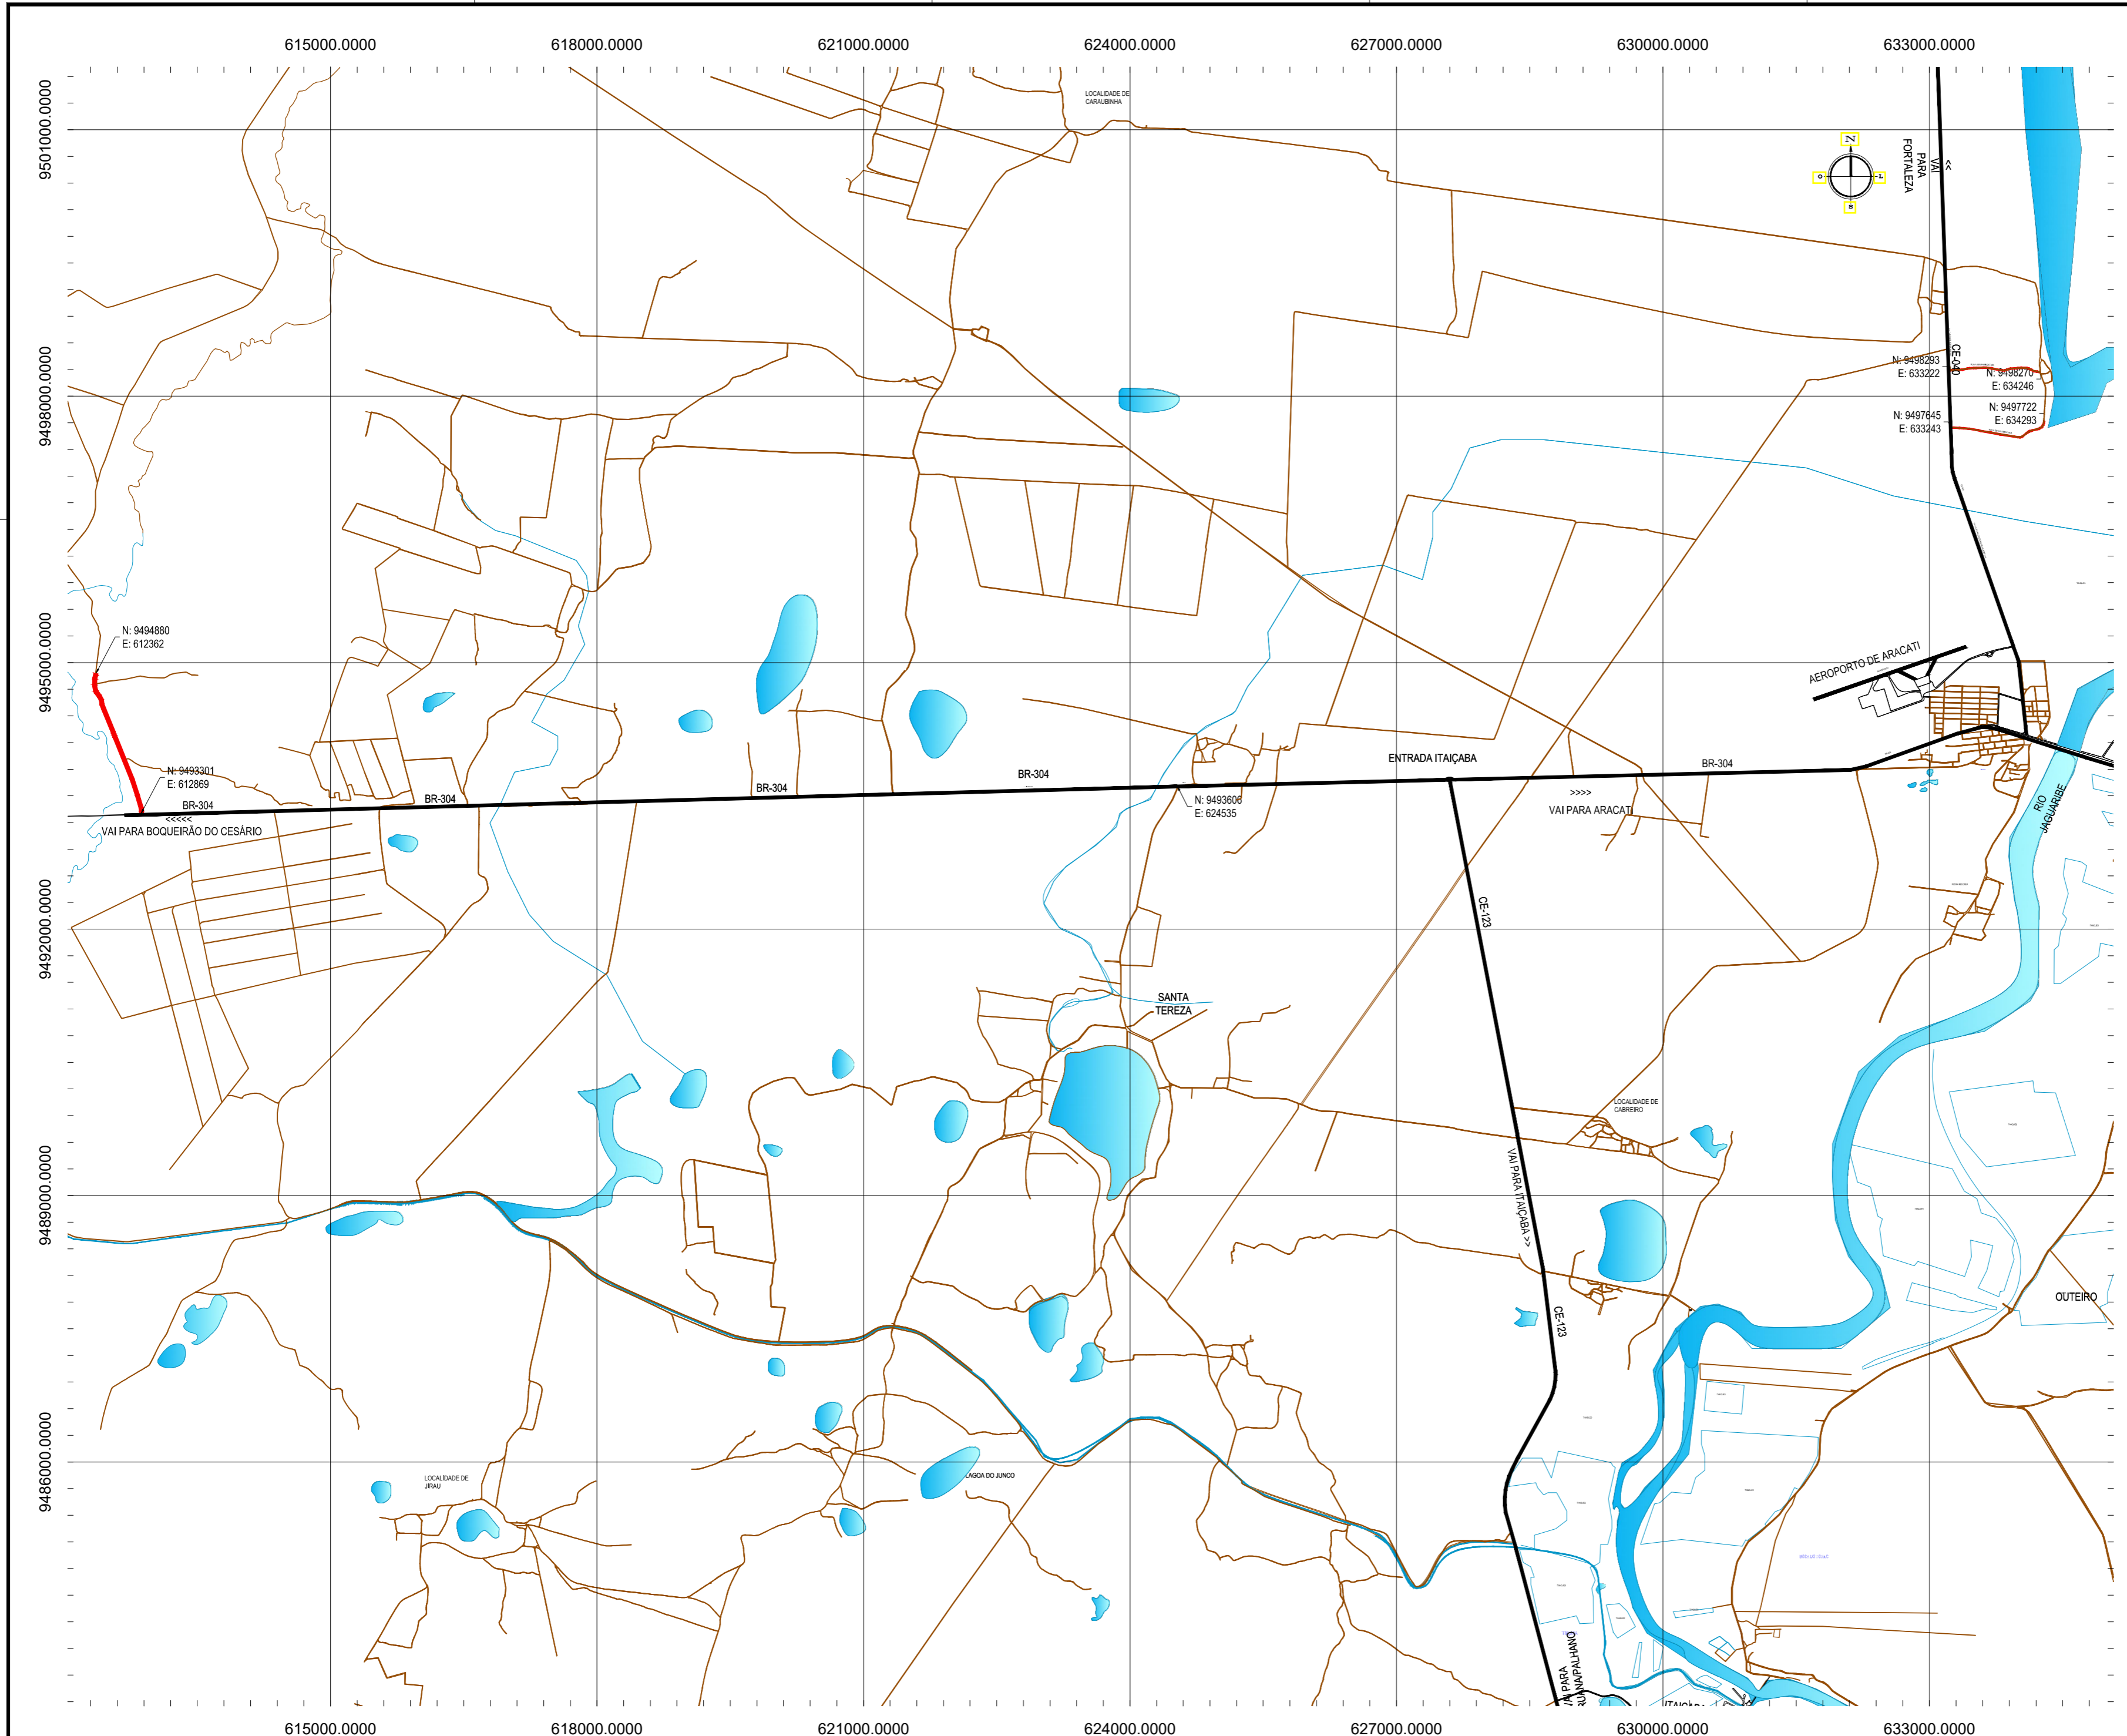 615000.0000
618000.0000
621000.0000
624000.0000
627000.0000
630000.0000
633000.0000
9501000.0000
9498000.0000
9495000.0000
9492000.0000
9489000.0000
9486000.0000
LOCALIDADE DE
CARAUBINHA
N
O
L
S
<<
VAI
PARA
FORTALEZA
CE-040
N: 9498293
E: 633222
N: 9498270
E: 634246
N: 9497722
E: 634293
N: 9497645
E: 633243
N: 9494880
E: 612362
AEROPORTO DE ARACATI
N: 9493301
E: 612869
BR-304
<<<<<
VAI PARA BOQUEIRÃO DO CESÁRIO
BR-304
BR-304
BR-304
ENTRADA ITAIÇABA
BR-304
N: 9493606
E: 624535
>>>>
VAI PARA ARACATI
RIO
JAGUARIBE
CE-123
SANTA
TEREZA
LOCALIDADE DE
CABREIRO
VAI PARA ITAIÇABA >>
OUTEIRO
CE-123
LOCALIDADE DE
JIRAU
LAGOA DO JUNCO
VAI PARA
615000.0000
618000.0000
621000.0000
624000.0000
627000.0000
630000.0000
633000.0000